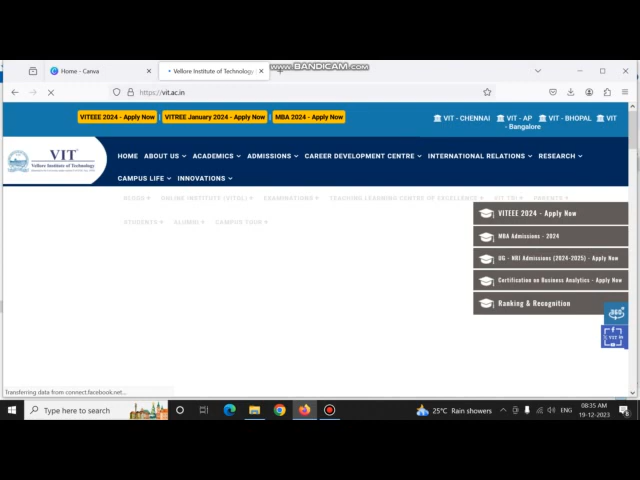 www.BANDICAM.com
Home - Canva
Vellore Institute of Technology
https://vit.ac.in
VITEEE 2024 - Apply Now | VITREE January 2024 - Apply Now | MBA 2024 - Apply Now
VIT - CHENNAI VIT - AP VIT - BHOPAL VIT
- Bangalore
VIT
Vellore Institute of Technology
HOME ABOUT US ACADEMICS ADMISSIONS CAREER DEVELOPMENT CENTRE INTERNATIONAL RELATIONS RESEARCH
CAMPUS LIFE INNOVATIONS
ONLINE INSTITUTE (VITOL) EXAMINATIONS TEACHING LEARNING CENTRE OF EXCELLENCE VIT TBI PARENTS
STUDENTS ALUMNI CAMPUS TOUR
VITEEE 2024 - Apply Now
MBA Admissions - 2024
UG - NRI Admissions (2024-2025) - Apply Now
Certification on Business Analytics - Apply Now
Ranking & Recognition
360
VIT
Transferring data from connect.facebook.net...
Type here to search
25°C Rain showers
ENG
08:35 AM
19-12-2023
8